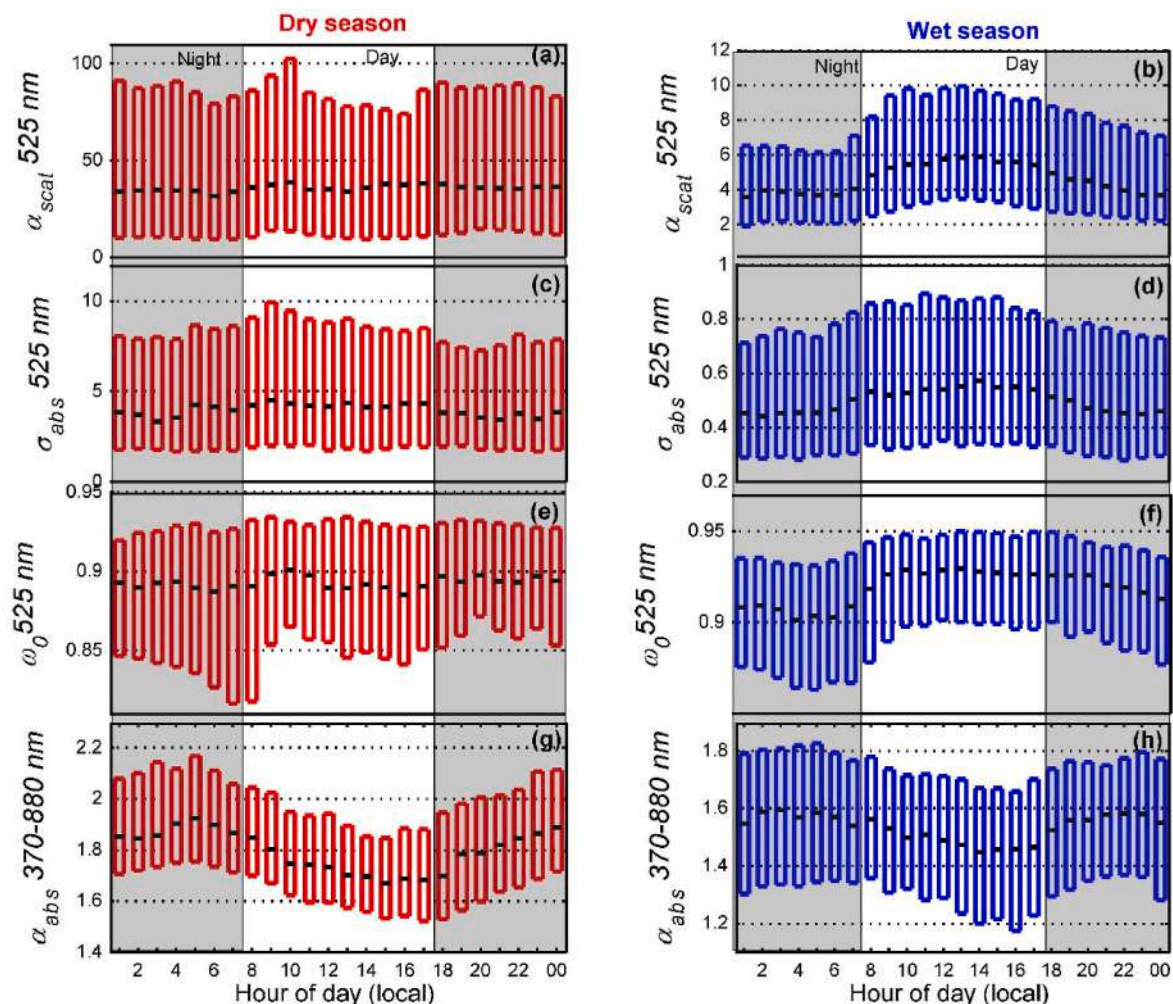 Dry season
Wet season
Night
Day
(a)
α_scat 525 nm
100
50
0
Night
Day
(b)
α_scat 525 nm
12
10
8
6
4
2
(c)
σ_abs 525 nm
10
5
0
(d)
σ_abs 525 nm
1
0.8
0.6
0.4
0.2
(e)
ω_0 525 nm
0.95
0.9
0.85
(f)
ω_0 525 nm
0.95
0.9
(g)
α_abs 370-880 nm
2.2
2
1.8
1.6
1.4
(h)
α_abs 370-880 nm
1.8
1.6
1.4
1.2
2 4 6 8 10 12 14 16 18 20 22 00
Hour of day (local)
2 4 6 8 10 12 14 16 18 20 22 00
Hour of day (local)